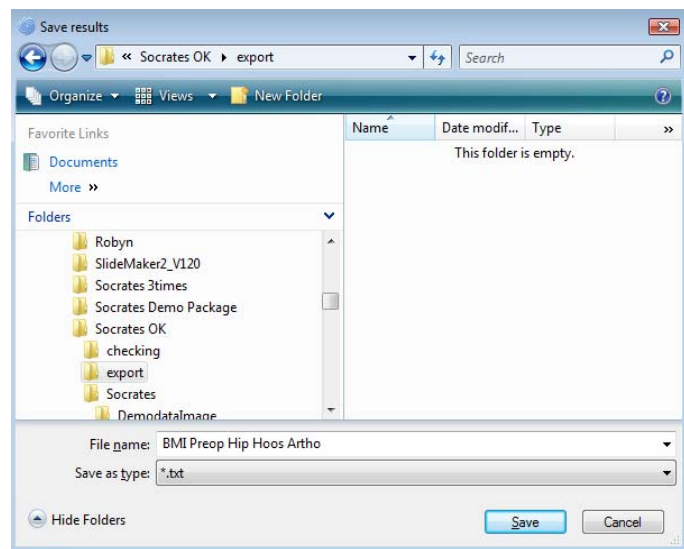 Save results
« Socrates OK ▸ export
Search
Organize Views New Folder
Favorite Links
Documents
More »
Folders
Name Date modif... Type »
This folder is empty.
Robyn
SlideMaker2_V120
Socrates 3times
Socrates Demo Package
Socrates OK
checking
export
Socrates
DemodataImage
File name: BMI Preop Hip Hoos Artho
Save as type: *.txt
Hide Folders
Save Cancel